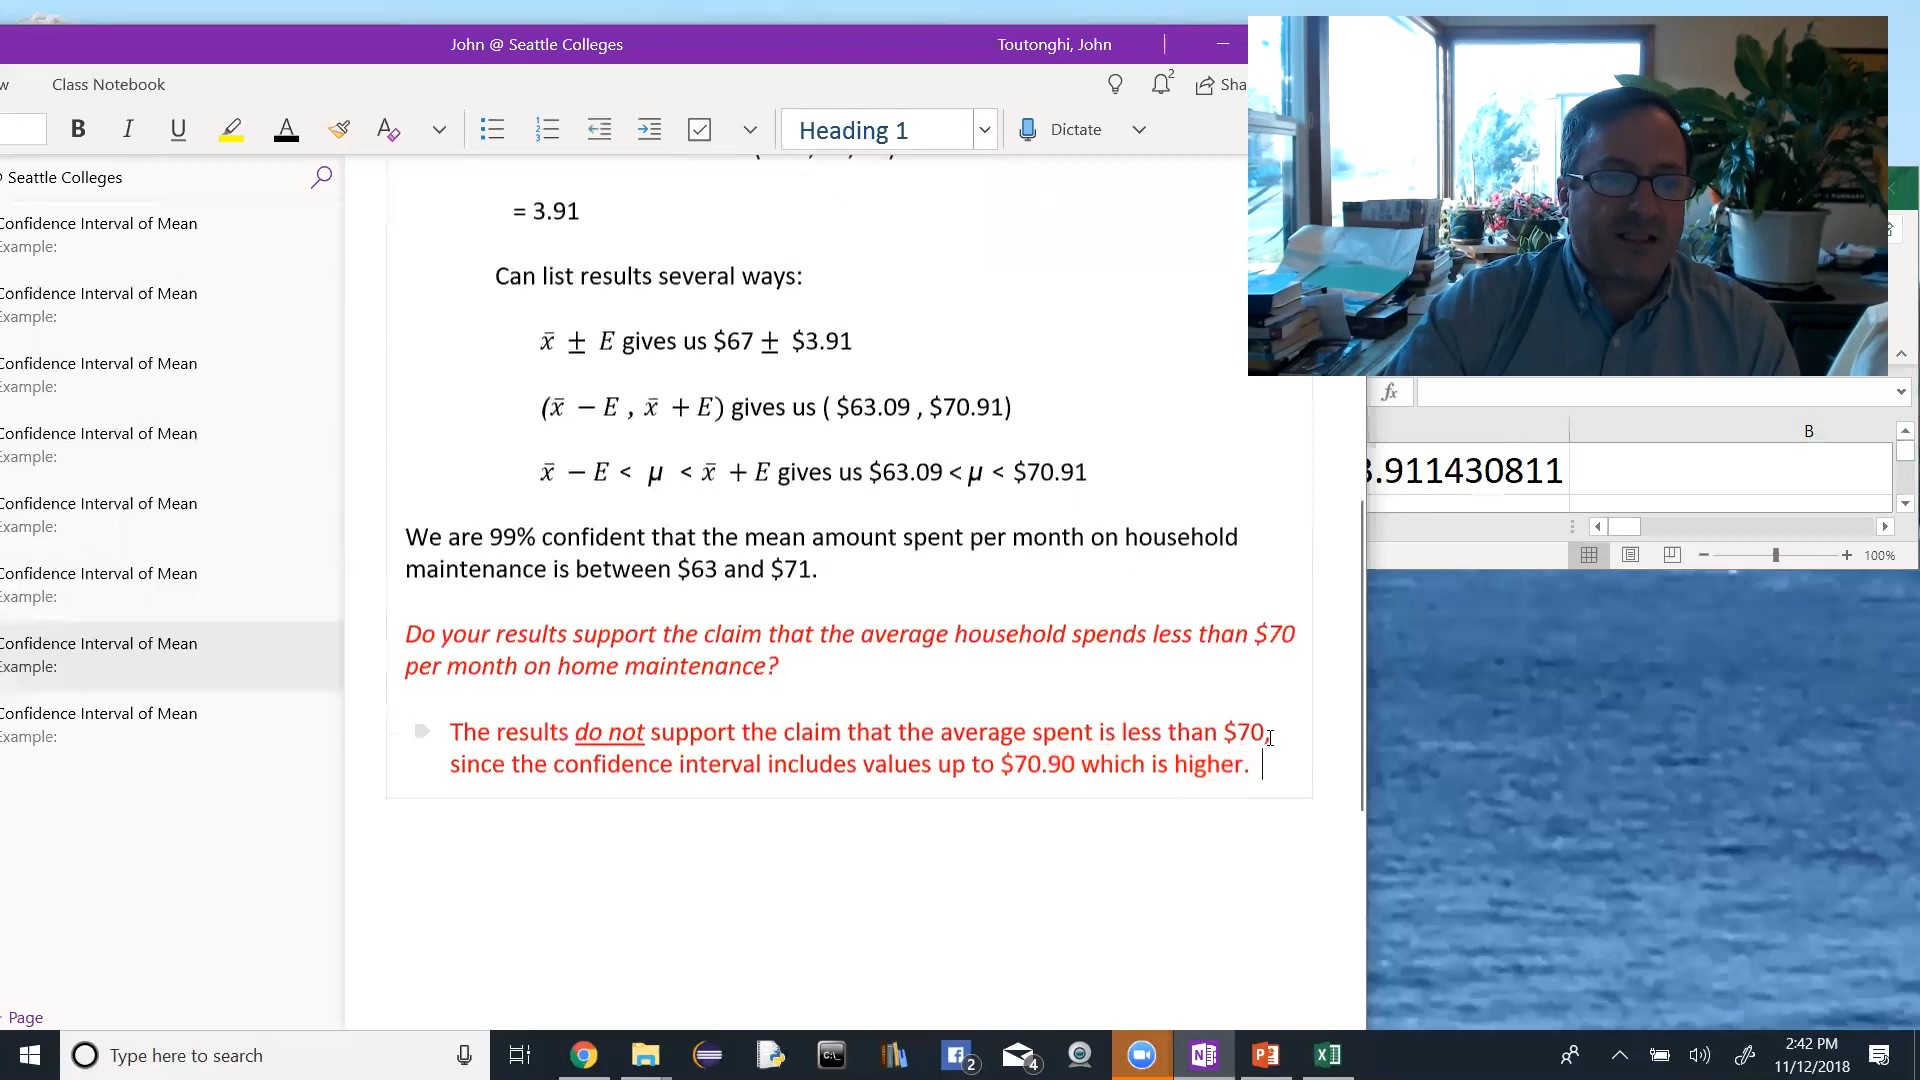 John @ Seattle Colleges
Toutonghi, John
Class Notebook
2
Sha
B I U A A
Heading 1
Dictate
Seattle Colleges
Confidence Interval of Mean
Example:
Confidence Interval of Mean
Example:
Confidence Interval of Mean
Example:
Confidence Interval of Mean
Example:
Confidence Interval of Mean
Example:
Confidence Interval of Mean
Example:
Confidence Interval of Mean
Example:
Confidence Interval of Mean
Example:
Page
= 3.91
Can list results several ways:
x̄ ± E gives us $67 ± $3.91
(x̄ − E , x̄ + E) gives us ( $63.09 , $70.91)
x̄ − E < μ < x̄ + E gives us $63.09 < μ < $70.91
We are 99% confident that the mean amount spent per month on household
maintenance is between $63 and $71.
Do your results support the claim that the average household spends less than $70
per month on home maintenance?
The results do not support the claim that the average spent is less than $70,
since the confidence interval includes values up to $70.90 which is higher.
fx
B
3.911430811
100%
Type here to search
2
4
2:42 PM
11/12/2018